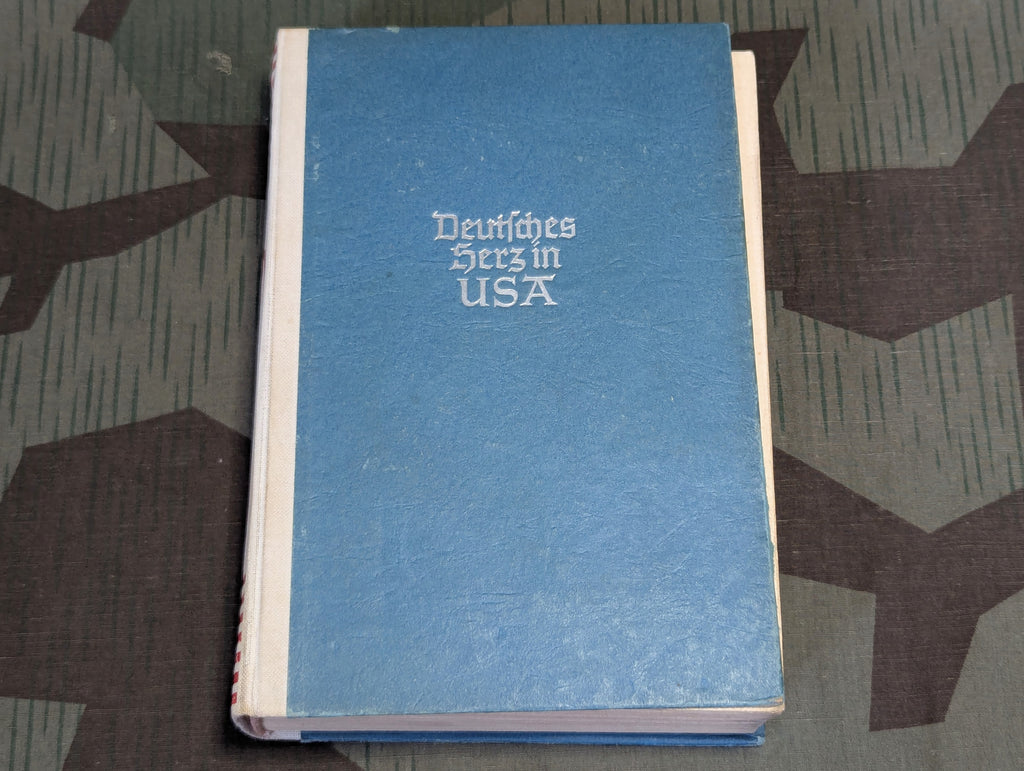 Deutſches
Herz in
USA